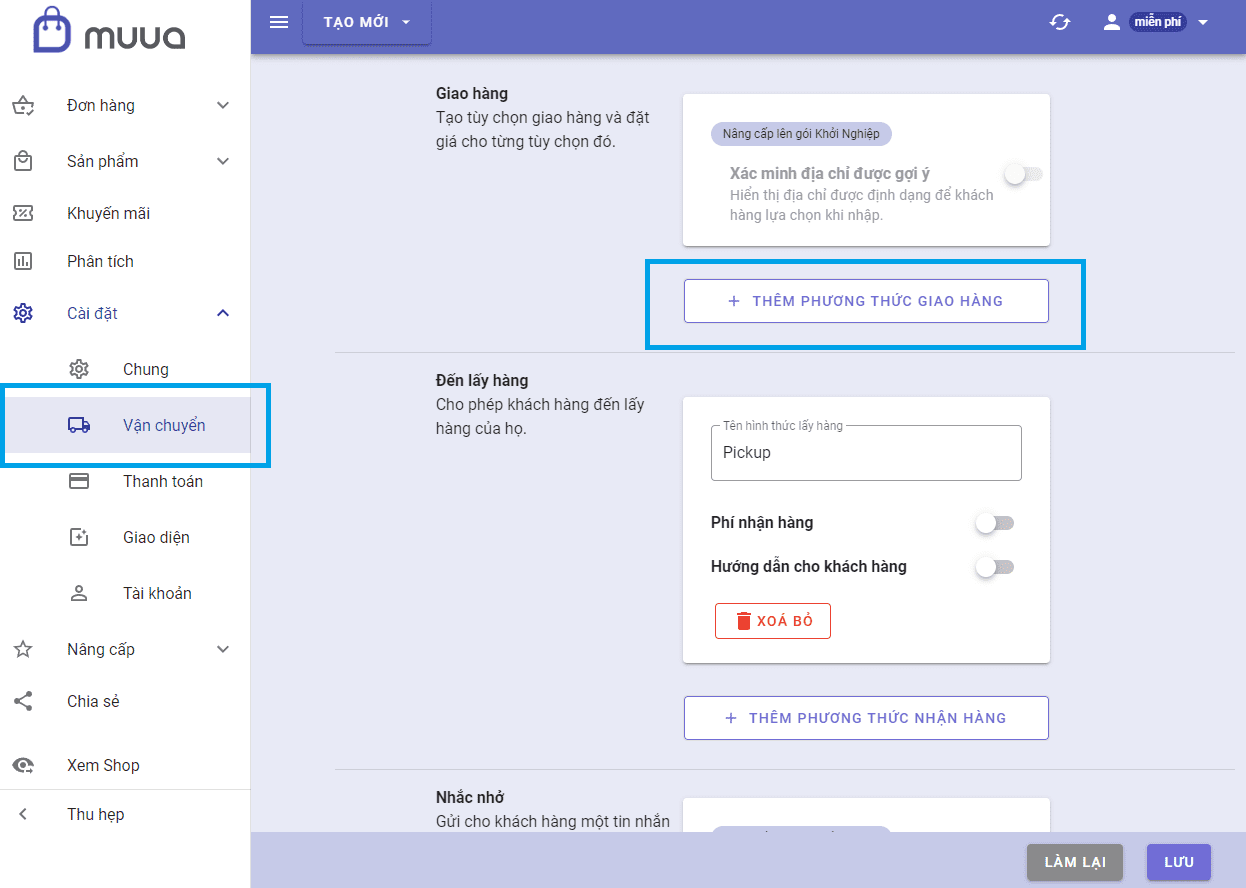 muua
TẠO MỚI
miễn phí
Đơn hàng
Sản phẩm
Khuyến mãi
Phân tích
Cài đặt
Chung
Vận chuyển
Thanh toán
Giao diện
Tài khoản
Nâng cấp
Chia sẻ
Xem Shop
Thu hẹp
Giao hàng
Tạo tùy chọn giao hàng và đặt
giá cho từng tùy chọn đó.
Nâng cấp lên gói Khởi Nghiệp
Xác minh địa chỉ được gợi ý
Hiển thị địa chỉ được định dạng để khách
hàng lựa chọn khi nhập.
+ THÊM PHƯƠNG THỨC GIAO HÀNG
Đến lấy hàng
Cho phép khách hàng đến lấy
hàng của họ.
Tên hình thức lấy hàng
Pickup
Phí nhận hàng
Hướng dẫn cho khách hàng
XOÁ BỎ
+ THÊM PHƯƠNG THỨC NHẬN HÀNG
Nhắc nhở
Gửi cho khách hàng một tin nhắn
LÀM LẠI
LƯU